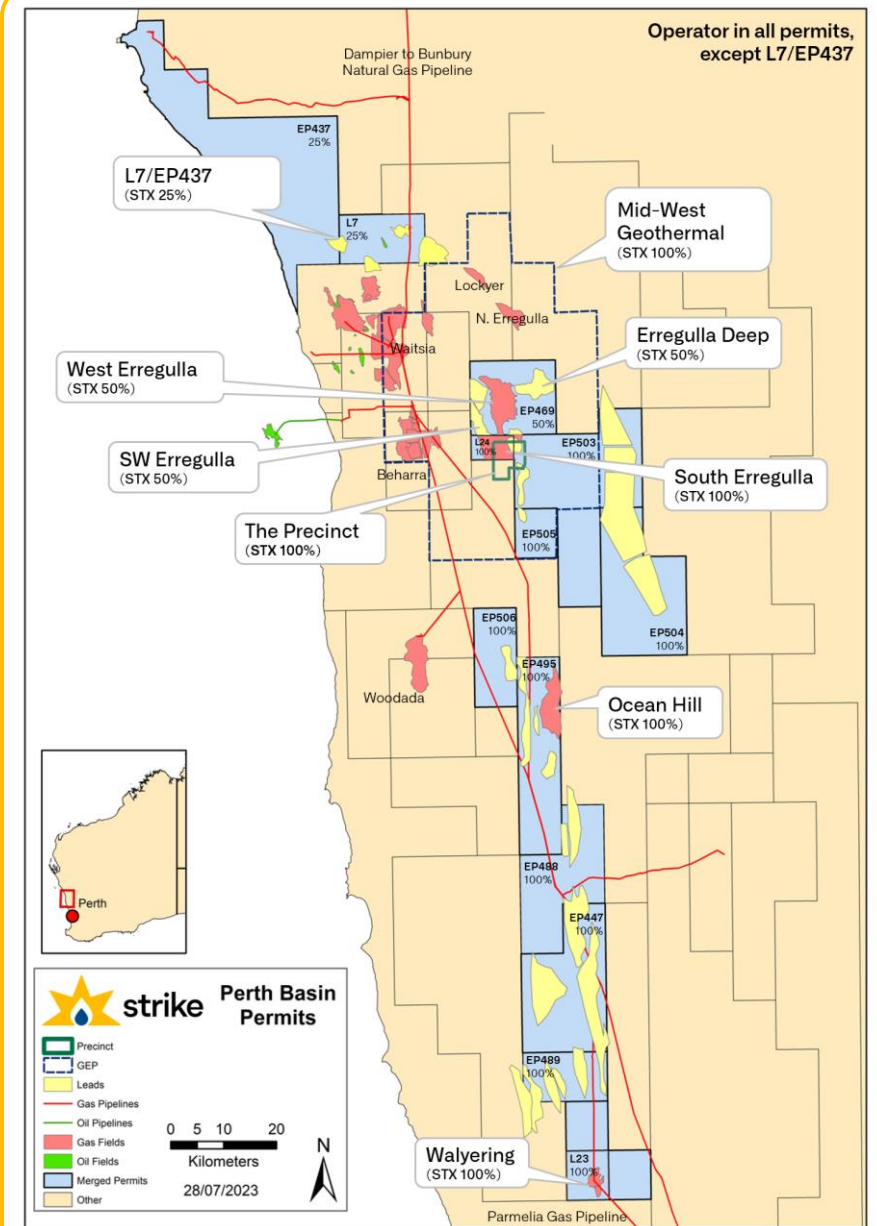 Operator in all permits,
except L7/EP437
Dampier to Bunbury
Natural Gas Pipeline
EP437
25%
L7/EP437
(STX 25%)
L7
25%
Mid-West
Geothermal
(STX 100%)
Lockyer
N. Erregulla
Erregulla Deep
(STX 50%)
Waitsia
West Erregulla
(STX 50%)
EP469
50%
L24
100%
EP503
100%
SW Erregulla
(STX 50%)
Beharra
South Erregulla
(STX 100%)
The Precinct
(STX 100%)
EP505
100%
EP506
100%
EP504
100%
EP495
100%
Woodada
Ocean Hill
(STX 100%)
EP488
100%
Perth
EP447
100%
strike
Perth Basin
Permits
Precinct
GEP
Leads
Gas Pipelines
Oil Pipelines
Gas Fields
Oil Fields
Merged Permits
Other
0 5 10 20
Kilometers
28/07/2023
N
EP489
100%
Walyering
(STX 100%)
L23
100%
Parmelia Gas Pipeline